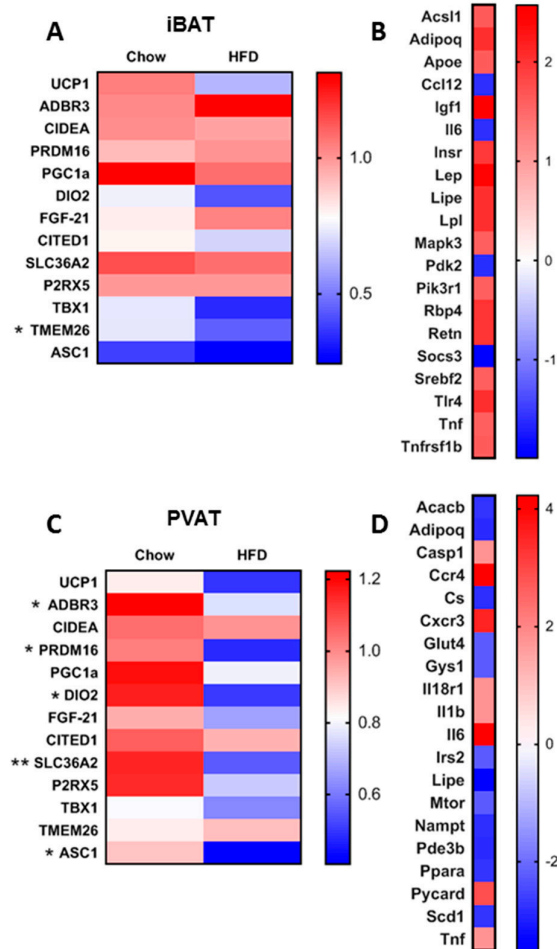 A
iBAT
Chow HFD
UCP1
ADBR3
CIDEA
PRDM16
PGC1a
DIO2
FGF-21
CITED1
SLC36A2
P2RX5
TBX1
* TMEM26
ASC1
1.0
0.5
B
Acsl1
Adipoq
Apoe
Ccl12
Igf1
Il6
Insr
Lep
Lipe
Lpl
Mapk3
Pdk2
Pik3r1
Rbp4
Retn
Socs3
Srebf2
Tlr4
Tnf
Tnfrsf1b
2
1
0
-1
C
PVAT
Chow HFD
UCP1
* ADBR3
CIDEA
* PRDM16
PGC1a
* DIO2
FGF-21
CITED1
** SLC36A2
P2RX5
TBX1
TMEM26
* ASC1
1.2
1.0
0.8
0.6
D
Acacb
Adipoq
Casp1
Ccr4
Cs
Cxcr3
Glut4
Gys1
Il18r1
Il1b
Il6
Irs2
Lipe
Mtor
Nampt
Pde3b
Ppara
Pycard
Scd1
Tnf
4
2
0
-2